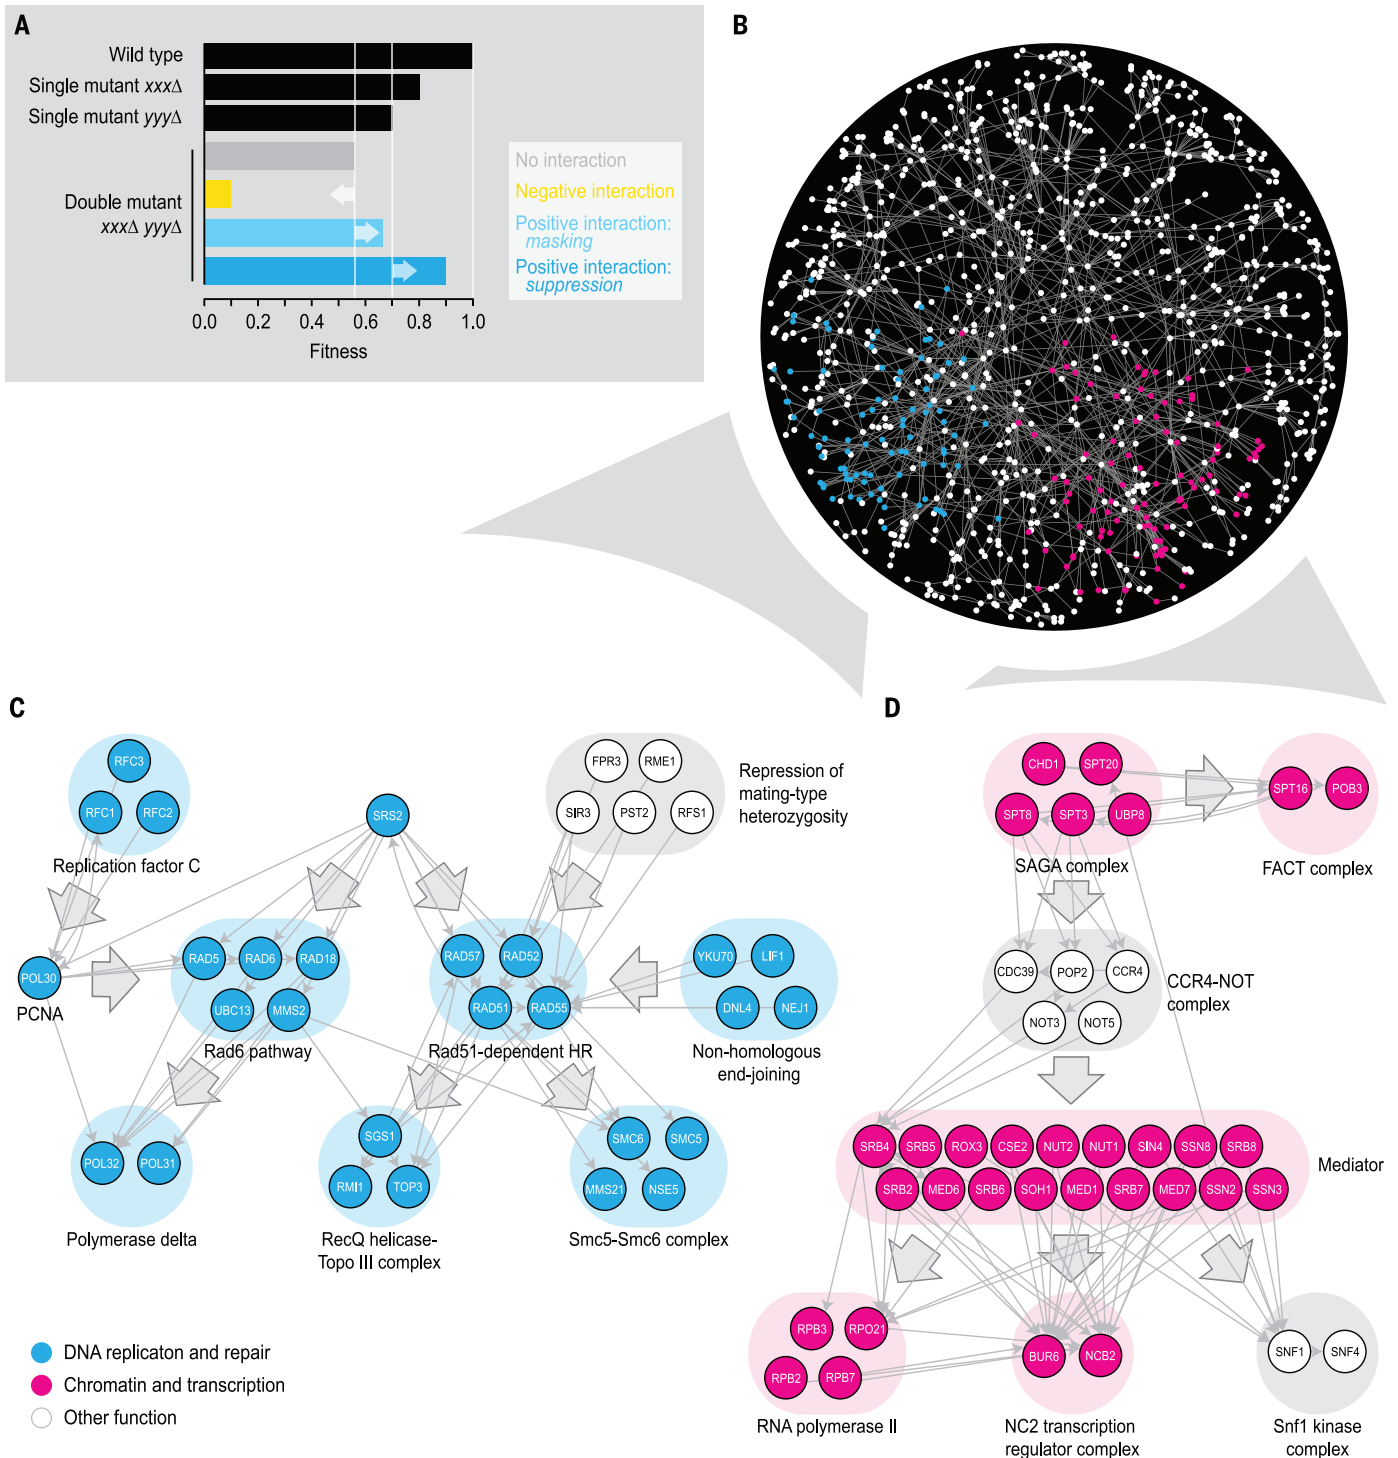 A
Wild type
Single mutant xxxΔ
Single mutant yyyΔ
Double mutant
xxxΔ yyyΔ
No interaction
Negative interaction
Positive interaction:
masking
Positive interaction:
suppression
0.0 0.2 0.4 0.6 0.8 1.0
Fitness
B
C
RFC3
RFC1 RFC2
Replication factor C
SRS2
FPR3 RME1
SIR3 PST2 RFS1
Repression of
mating-type
heterozygosity
POL30
PCNA
RAD5 RAD6 RAD18
UBC13 MMS2
Rad6 pathway
RAD57 RAD52
RAD51 RAD55
Rad51-dependent HR
YKU70 LIF1
DNL4 NEJ1
Non-homologous
end-joining
POL32 POL31
Polymerase delta
SGS1
RMI1 TOP3
RecQ helicase-
Topo III complex
SMC6 SMC5
MMS21 NSE5
Smc5-Smc6 complex
DNA replicaton and repair
Chromatin and transcription
Other function
D
CHD1 SPT20
SPT8 SPT3 UBP8
SAGA complex
SPT16 POB3
FACT complex
CDC39 POP2 CCR4
NOT3 NOT5
CCR4-NOT
complex
SRB4 SRB5 ROX3 CSE2 NUT2 NUT1 SIN4 SSN8 SRB8
SRB2 MED6 SRB6 SOH1 MED1 SRB7 MED7 SSN2 SSN3
Mediator
RPB3 RPO21
RPB2 RPB7
RNA polymerase II
BUR6 NCB2
NC2 transcription
regulator complex
SNF1 SNF4
Snf1 kinase
complex